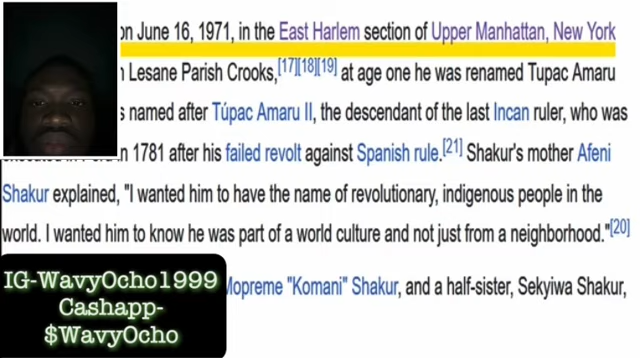 on June 16, 1971, in the East Harlem section of Upper Manhattan, New York
Lesane Parish Crooks,[17][18][19] at age one he was renamed Tupac Amaru
named after Túpac Amaru II, the descendant of the last Incan ruler, who was
in 1781 after his failed revolt against Spanish rule.[21] Shakur's mother Afeni
Shakur explained, "I wanted him to have the name of revolutionary, indigenous people in the
world. I wanted him to know he was part of a world culture and not just from a neighborhood."[20]
Mopreme "Komani" Shakur, and a half-sister, Sekyiwa Shakur,
IG-WavyOcho1999
Cashapp-
$WavyOcho